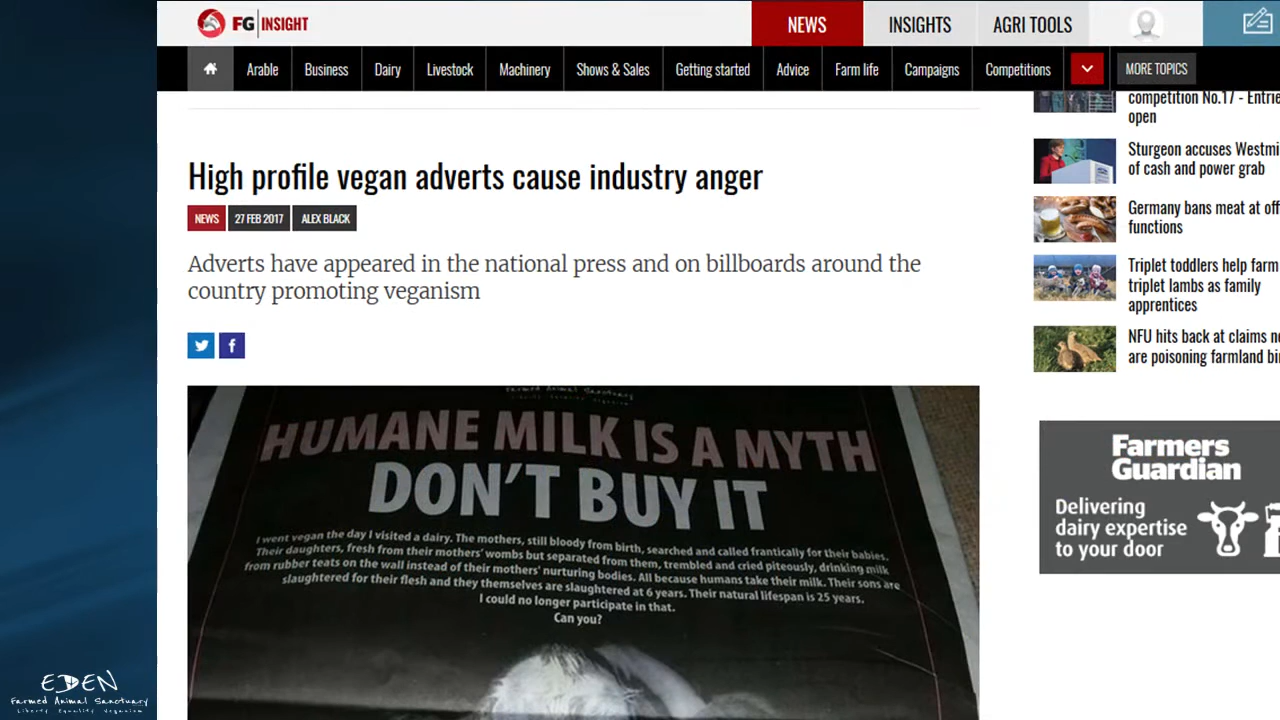 FG INSIGHT
NEWS
INSIGHTS
AGRI TOOLS
Arable
Business
Dairy
Livestock
Machinery
Shows & Sales
Getting started
Advice
Farm life
Campaigns
Competitions
MORE TOPICS
High profile vegan adverts cause industry anger
NEWS
27 FEB 2017
ALEX BLACK
Adverts have appeared in the national press and on billboards around the
country promoting veganism
Farmed Animal Sanctuary
HUMANE MILK IS A MYTH
DON'T BUY IT
I went vegan the day I visited a dairy. The mothers, still bloody from birth, searched and called frantically for their babies.
Their daughters, fresh from their mothers' wombs but separated from them, trembled and cried piteously, drinking milk
from rubber teats on the wall instead of their mothers' nurturing bodies. All because humans take their milk. Their sons are
slaughtered for their flesh and they themselves are slaughtered at 6 years. Their natural lifespan is 25 years.
I could no longer participate in that.
Can you?
competition No.17 - Entrie
open
Sturgeon accuses Westmi
of cash and power grab
Germany bans meat at off
functions
Triplet toddlers help farm
triplet lambs as family
apprentices
NFU hits back at claims ne
are poisoning farmland bi
Farmers
Guardian
Delivering
dairy expertise
to your door
EDEN
Farmed Animal Sanctuary
Liberty Equality Veganism